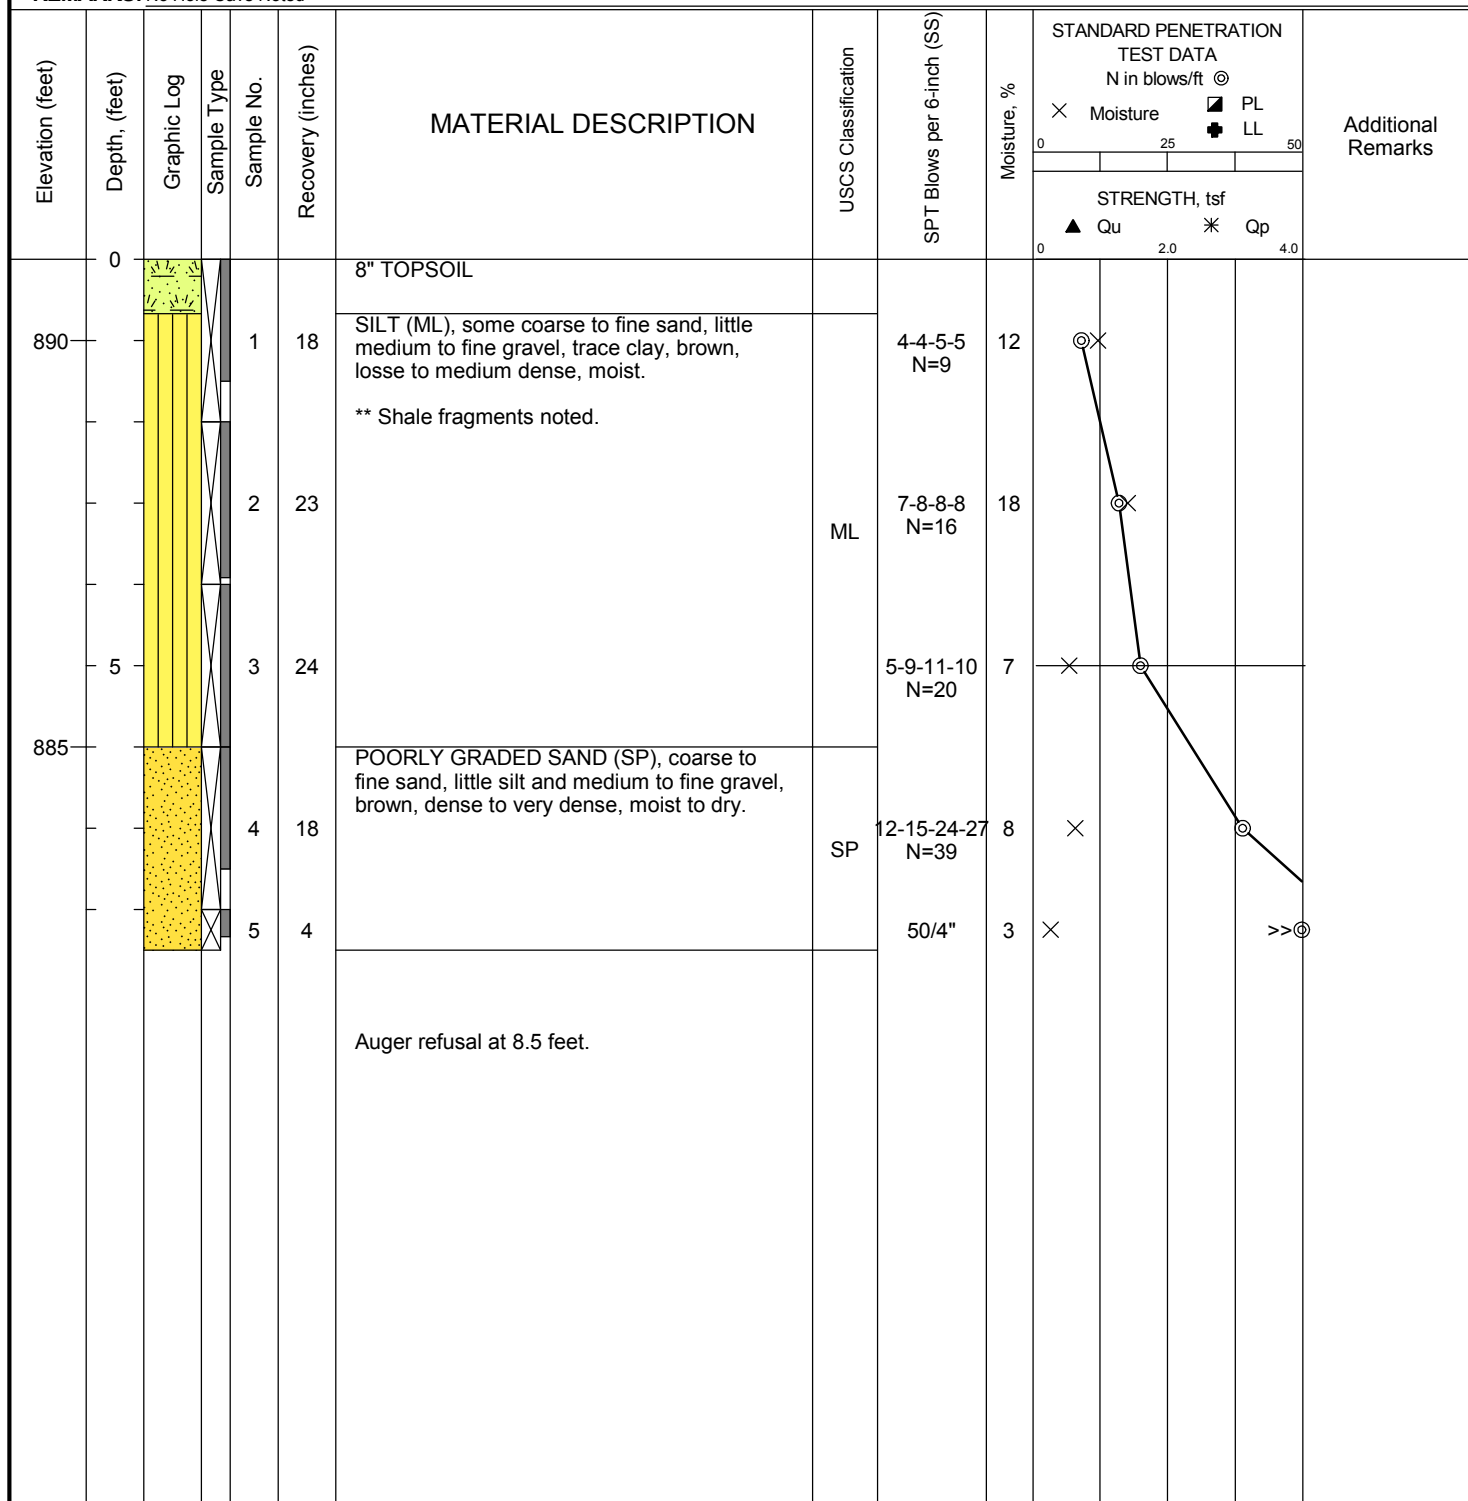 Elevation (feet)
Depth, (feet)
Graphic Log
Sample Type
Sample No.
Recovery (inches)
MATERIAL DESCRIPTION
USCS Classification
SPT Blows per 6-inch (SS)
Moisture, %
STANDARD PENETRATION
TEST DATA
N in blows/ft
Moisture
PL
LL
0 25 50
STRENGTH, tsf
Qu Qp
0 2.0 4.0
Additional
Remarks
0
8" TOPSOIL
SILT (ML), some coarse to fine sand, little
medium to fine gravel, trace clay, brown,
losse to medium dense, moist.
890 1 18 4-4-5-5 12
N=9
** Shale fragments noted.
2 23 7-8-8-8 18
N=16
ML
5 3 24 5-9-11-10 7
N=20
885
POORLY GRADED SAND (SP), coarse to
fine sand, little silt and medium to fine gravel,
brown, dense to very dense, moist to dry.
4 18 12-15-24-27 8
N=39
SP
5 4 50/4" 3 >>
Auger refusal at 8.5 feet.